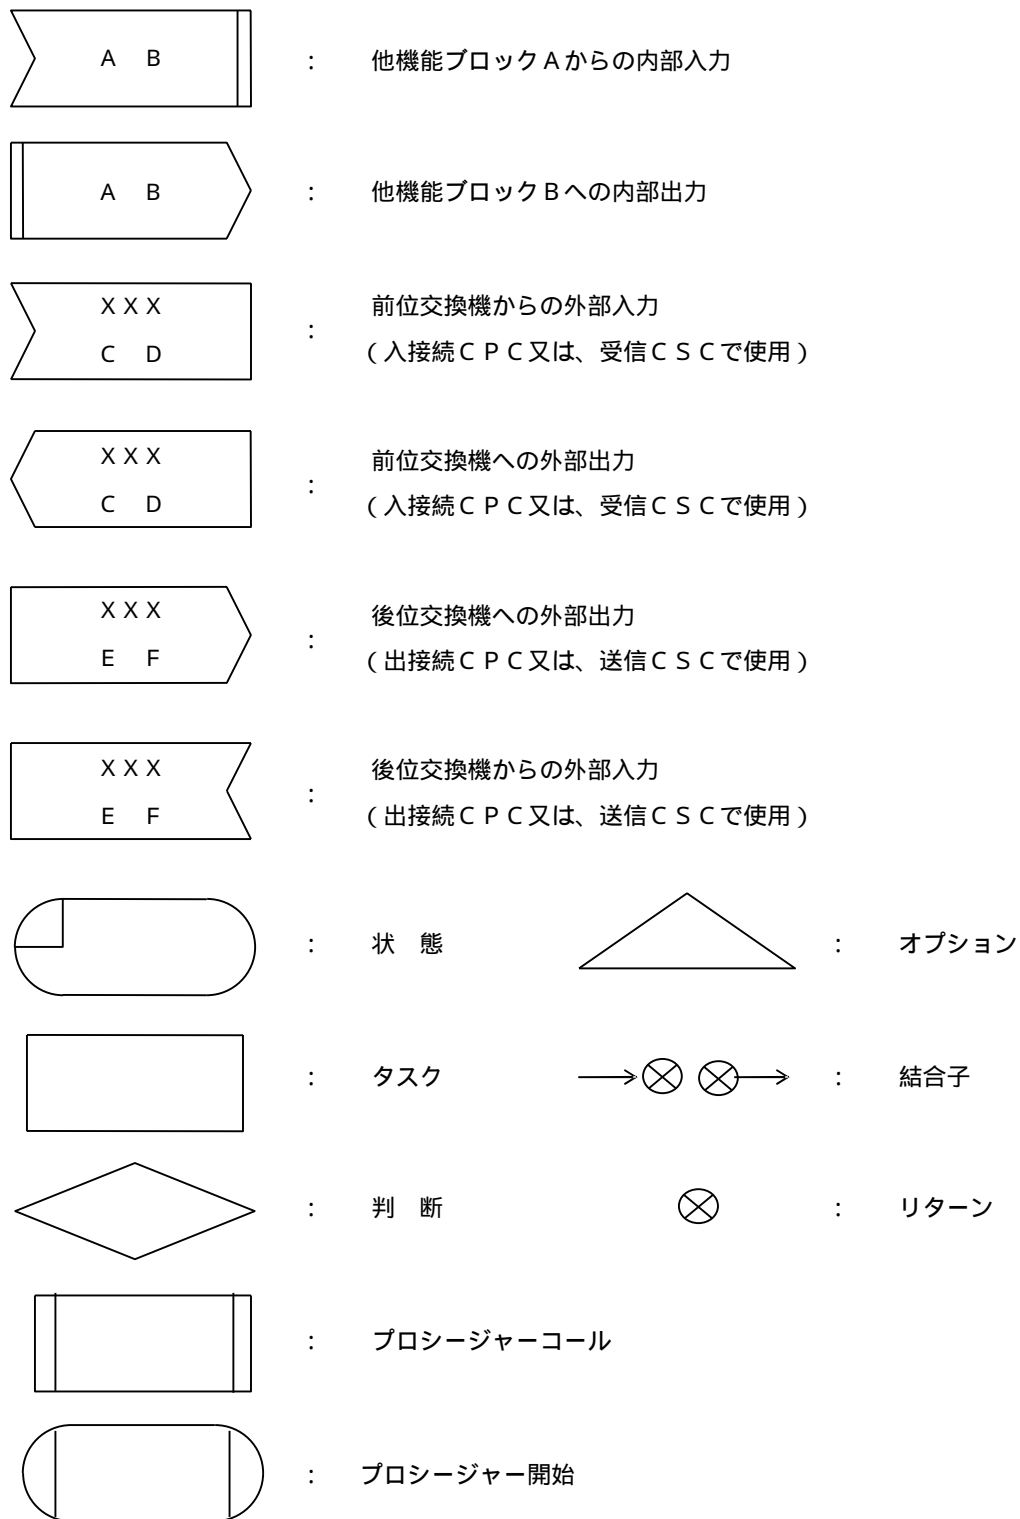 Ａ　Ｂ　：　他機能ブロックＡからの内部入力
Ａ　Ｂ　：　他機能ブロックＢへの内部出力
ＸＸＸ
Ｃ　Ｄ
：
前位交換機からの外部入力
（入接続ＣＰＣ又は、受信ＣＳＣで使用）
ＸＸＸ
Ｃ　Ｄ
：
前位交換機への外部出力
（入接続ＣＰＣ又は、受信ＣＳＣで使用）
ＸＸＸ
Ｅ　Ｆ
：
後位交換機への外部出力
（出接続ＣＰＣ又は、送信ＣＳＣで使用）
ＸＸＸ
Ｅ　Ｆ
：
後位交換機からの外部入力
（出接続ＣＰＣ又は、送信ＣＳＣで使用）
：　状　態　：　オプション
：　タスク　：　結合子
：　判　断　：　リターン
：　プロシージャーコール
：　プロシージャー開始